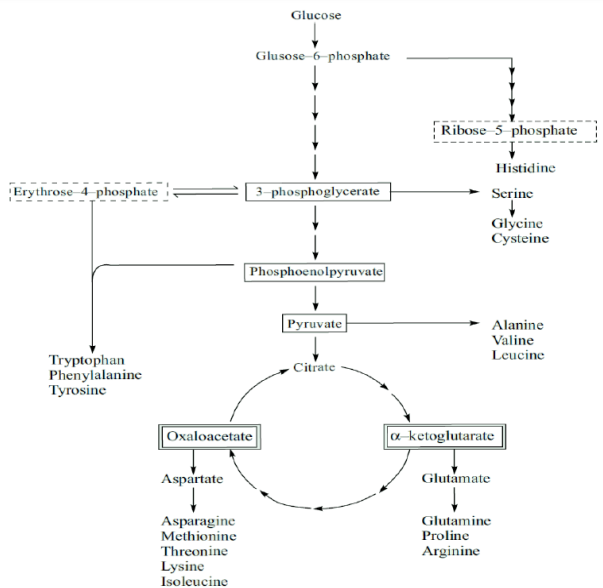 Glucose
Glusose–6–phosphate
Ribose–5–phosphate
Histidine
Erythrose–4–phosphate
3–phosphoglycerate
Serine
Glycine
Cysteine
Phosphoenolpyruvate
Pyruvate
Alanine
Valine
Leucine
Tryptophan
Phenylalanine
Tyrosine
Citrate
Oxaloacetate
α–ketoglutarate
Aspartate
Glutamate
Asparagine
Methionine
Threonine
Lysine
Isoleucine
Glutamine
Proline
Arginine